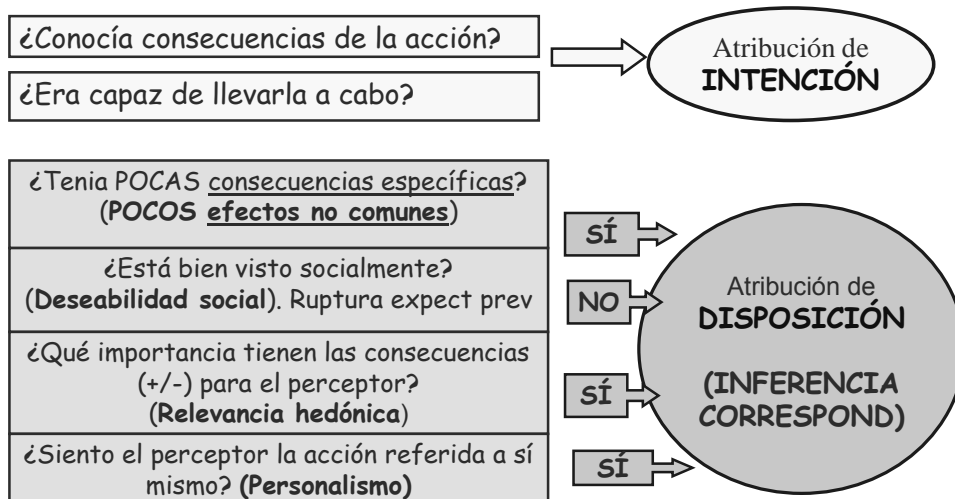 ¿Conocía consecuencias de la acción?
¿Era capaz de llevarla a cabo?
Atribución de
INTENCIÓN
¿Tenia POCAS consecuencias específicas?
(POCOS efectos no comunes)
¿Está bien visto socialmente?
(Deseabilidad social). Ruptura expect prev
¿Qué importancia tienen las consecuencias
(+/-) para el perceptor?
(Relevancia hedónica)
¿Siento el perceptor la acción referida a sí
mismo? (Personalismo)
SÍ
NO
SÍ
SÍ
Atribución de
DISPOSICIÓN
(INFERENCIA
CORRESPOND)